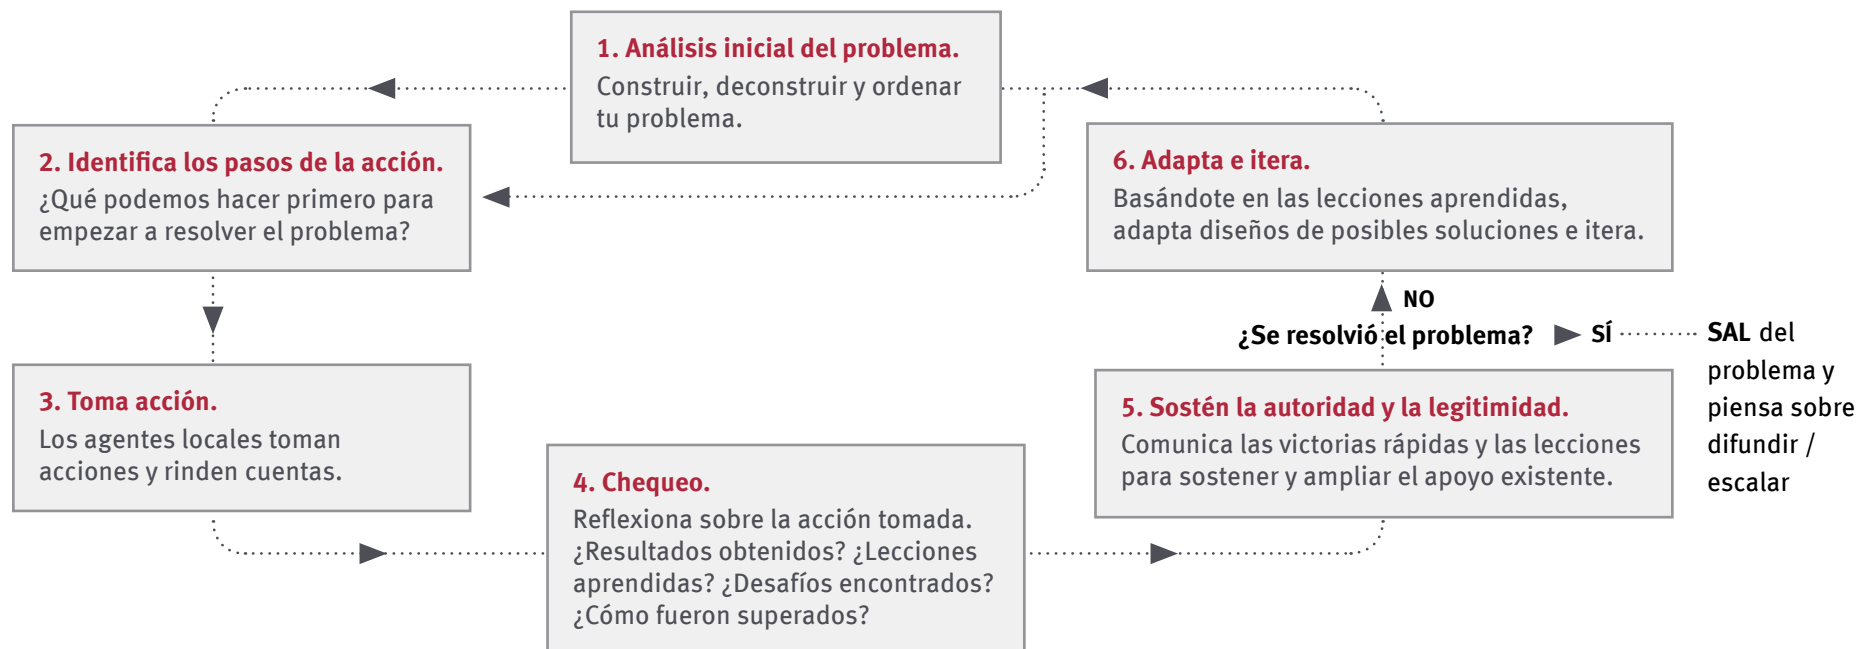 1. Análisis inicial del problema.
Construir, deconstruir y ordenar
tu problema.
2. Identifica los pasos de la acción.
¿Qué podemos hacer primero para
empezar a resolver el problema?
3. Toma acción.
Los agentes locales toman
acciones y rinden cuentas.
4. Chequeo.
Reflexiona sobre la acción tomada.
¿Resultados obtenidos? ¿Lecciones
aprendidas? ¿Desafíos encontrados?
¿Cómo fueron superados?
5. Sostén la autoridad y la legitimidad.
Comunica las victorias rápidas y las lecciones
para sostener y ampliar el apoyo existente.
¿Se resolvió el problema?
SÍ
SAL del
problema y
piensa sobre
difundir /
escalar
NO
6. Adapta e itera.
Basándote en las lecciones aprendidas,
adapta diseños de posibles soluciones e itera.